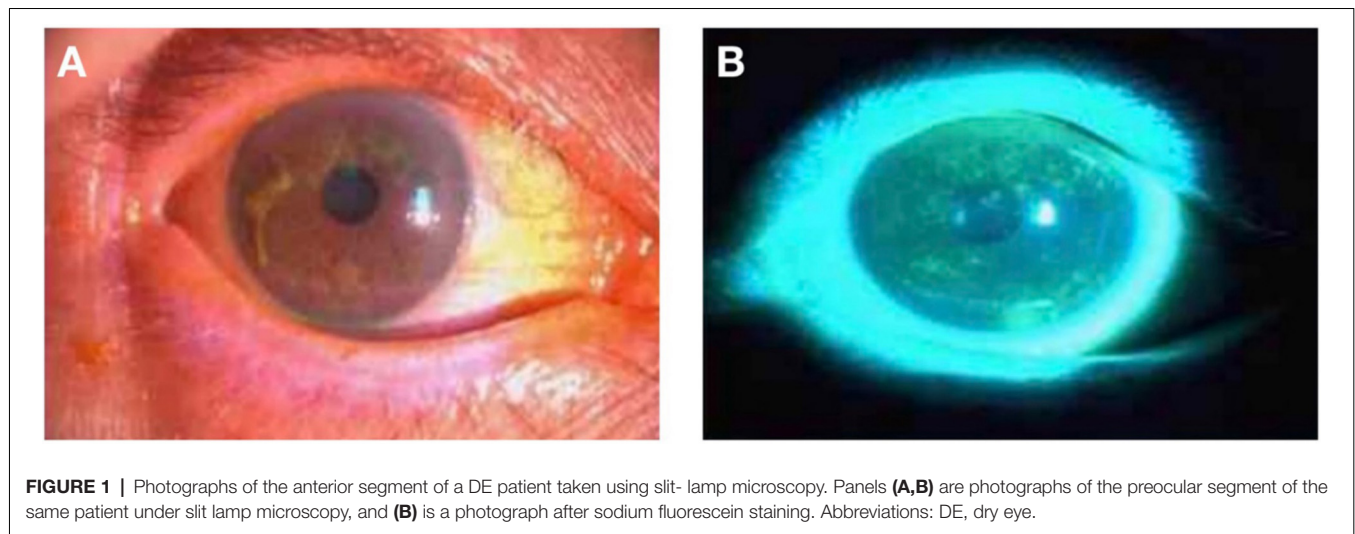 A
B
FIGURE 1 | Photographs of the anterior segment of a DE patient taken using slit- lamp microscopy. Panels (A,B) are photographs of the preocular segment of the
same patient under slit lamp microscopy, and (B) is a photograph after sodium fluorescein staining. Abbreviations: DE, dry eye.